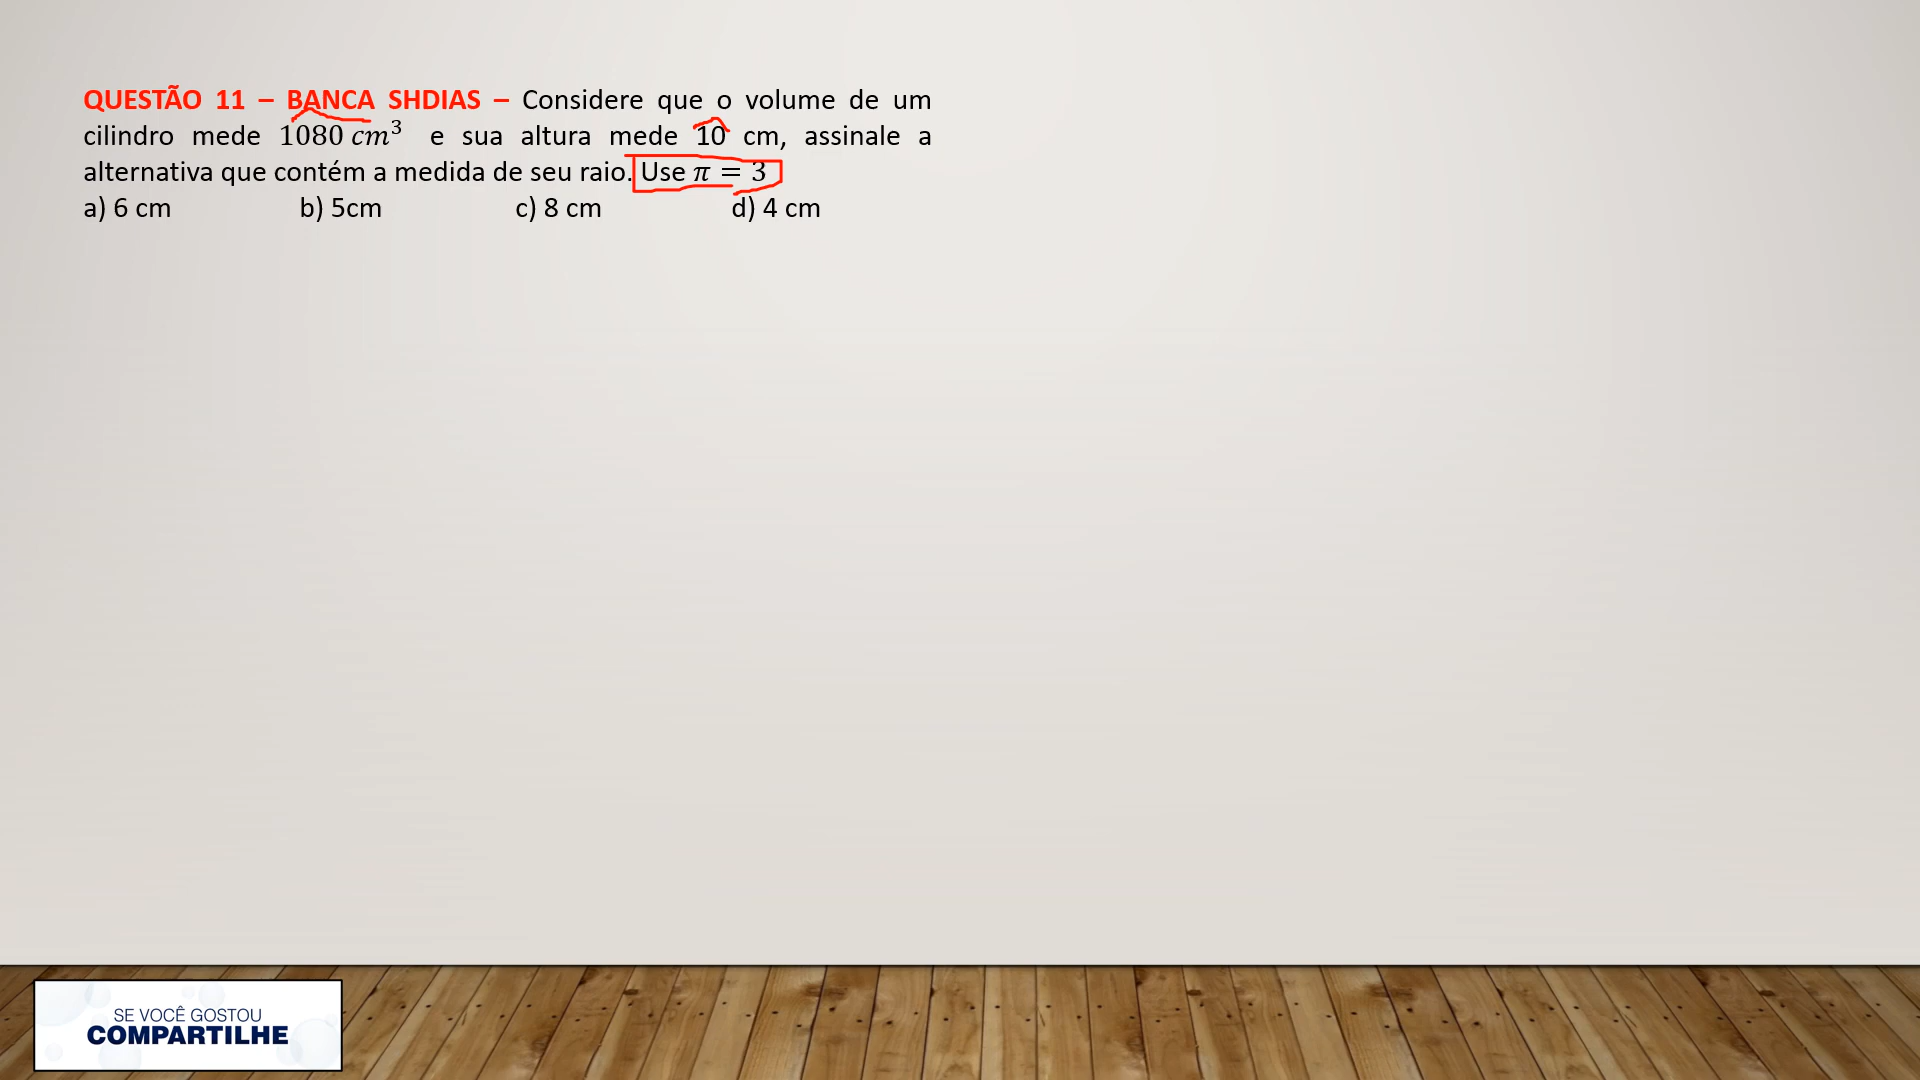 QUESTÃO 11 – BANCA SHDIAS – Considere que o volume de um
cilindro mede 1080 cm³ e sua altura mede 10 cm, assinale a
alternativa que contém a medida de seu raio. Use π = 3
a) 6 cm b) 5cm c) 8 cm d) 4 cm
SE VOCÊ GOSTOU
COMPARTILHE